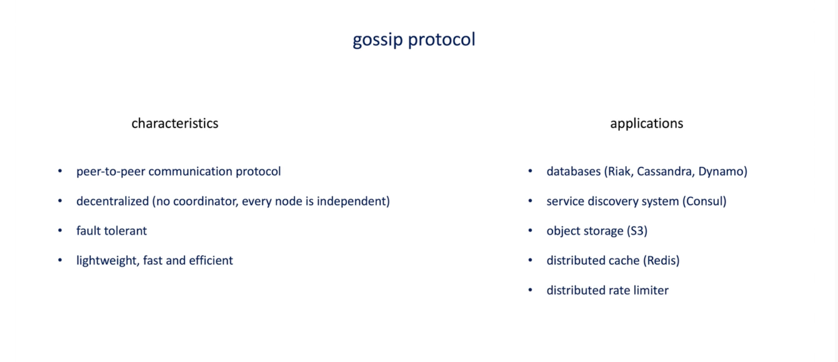 gossip protocol
characteristics
• peer-to-peer communication protocol
• decentralized (no coordinator, every node is independent)
• fault tolerant
• lightweight, fast and efficient
applications
• databases (Riak, Cassandra, Dynamo)
• service discovery system (Consul)
• object storage (S3)
• distributed cache (Redis)
• distributed rate limiter